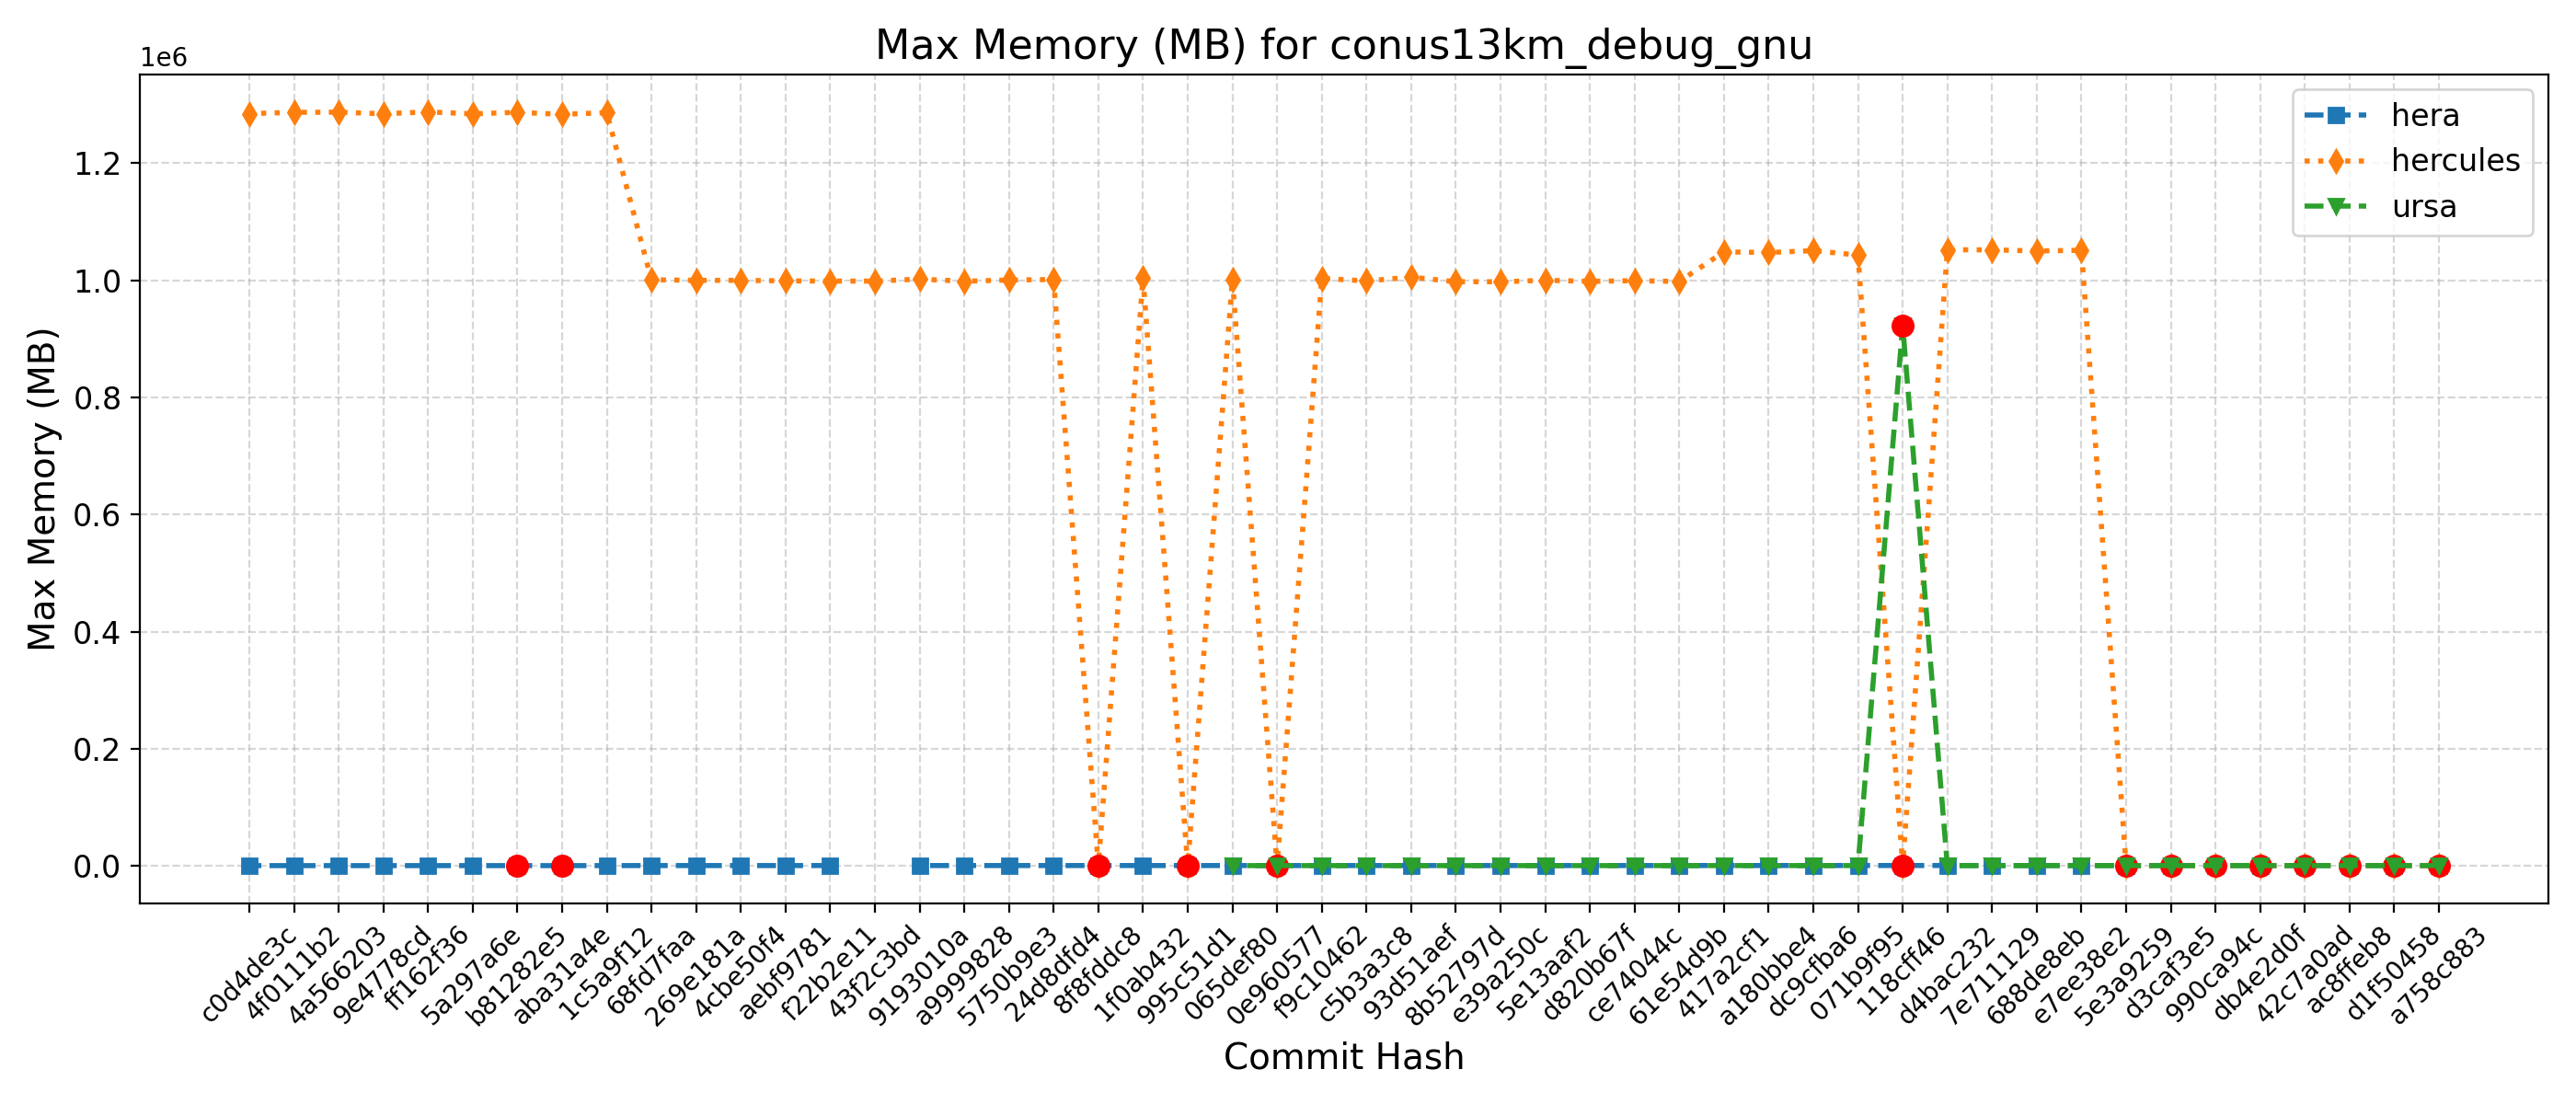 Max Memory (MB) for conus13km_debug_gnu
1e6
1.2
1.0
0.8
0.6
0.4
0.2
0.0
Max Memory (MB)
hera
hercules
ursa
c0d4de3c
4f0111b2
4a566203
9e4778cd
ff162f36
5a297a6e
b81282e5
aba31a4e
1c5a9f12
68fd7faa
269e181a
4cbe50f4
aebf9781
f22b2e11
43f2c3bd
9193010a
a9999828
5750b9e3
24d8dfd4
8f8fddc8
1f0ab432
995c51d1
065def80
0e960577
f9c10462
c5b3a3c8
93d51aef
8b52797d
e39a250c
5e13aaf2
d820b67f
ce74044c
61e54d9b
417a2cf1
a180bbe4
dc9cfba6
071b9f95
118cff46
d4bac232
7e711129
688de8eb
e7ee38e2
5e3a9259
d3caf3e5
990ca94c
db4e2d0f
42c7a0ad
ac8ffeb8
d1f50458
a758c883
Commit Hash